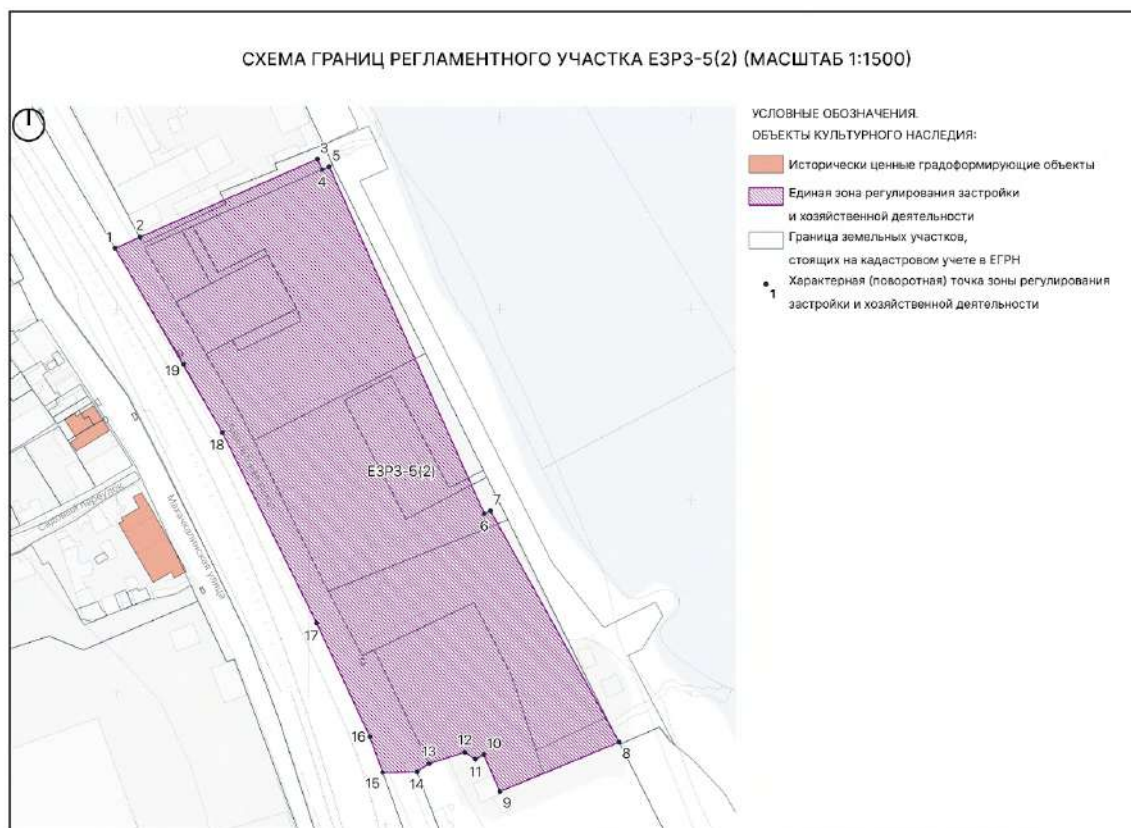 СХЕМА ГРАНИЦ РЕГЛАМЕНТНОГО УЧАСТКА ЕЗРЗ-5(2) (МАСШТАБ 1:1500)
УСЛОВНЫЕ ОБОЗНАЧЕНИЯ.
ОБЪЕКТЫ КУЛЬТУРНОГО НАСЛЕДИЯ:
Исторически ценные градоформирующие объекты
Единая зона регулирования застройки
и хозяйственной деятельности
Граница земельных участков,
стоящих на кадастровом учете в ЕГРН
Характерная (поворотная) точка зоны регулирования
застройки и хозяйственной деятельности
1
3
5
4
2
1
19
18
ЕЗРЗ-5(2)
7
6
Садовый переулок
Махачкалинская улица
17
16
12
10
8
13
11
15
14
9